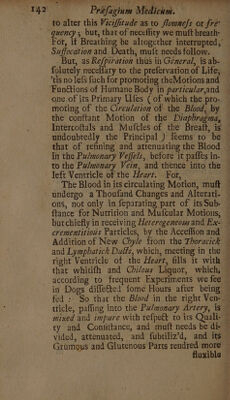 142 Præsagium Medicum.
to alter this Vicissitude as to slowness or fre-
quency; but, that of necessity we must breath.
For, if Breathing be altogether interrupted,
Suffocation and Death, must needs follow.
But, as Respiration thus in General, is ab-
solutely necessary to the preservation of Life,
'tis no less such for promoting the Motions and
Functions of Humane Body in particular, and
one of its Primary Uses (of which the pro-
moting of the Circulation of the Blood, by
the constant Motion of the Diaphragma,
Intercostals and Muscles of the Breast, is
undoubtedly the Principal) seems to be
that of refining and attenuating the Blood
in the Pulmonary Vessels, before it passes in-
to the Pulmonary Vein, and thence into the
left Ventricle of the Heart. For,
The Blood in its circulating Motion, must
undergo a Thousand Changes and Alterati-
ons, not only in separating part of its Sub-
stance for Nutrition and Muscular Motions,
but chiefly in receiving Heterogeneous and Ex-
crementitious Particles, by the Accession and
Addition of New Chyle from the Thoracick
and Lymphatick Ducts, which, meeting in the
right Ventricle of the Heart, fills it with
that whitish and Chilous Liquor, which,
according to frequent Experiments we see
in Dogs dissected some Hours after being
fed: So that the Blood in the right Ven-
tricle, passing into the Pulmonary Artery, is
mixed and impure with respect to its Quali-
ty and Consistance, and must needs be di-
vided, attenuated, and subtiliz'd, and its
Grumous and Glutenous Parts rendred more
fluxible